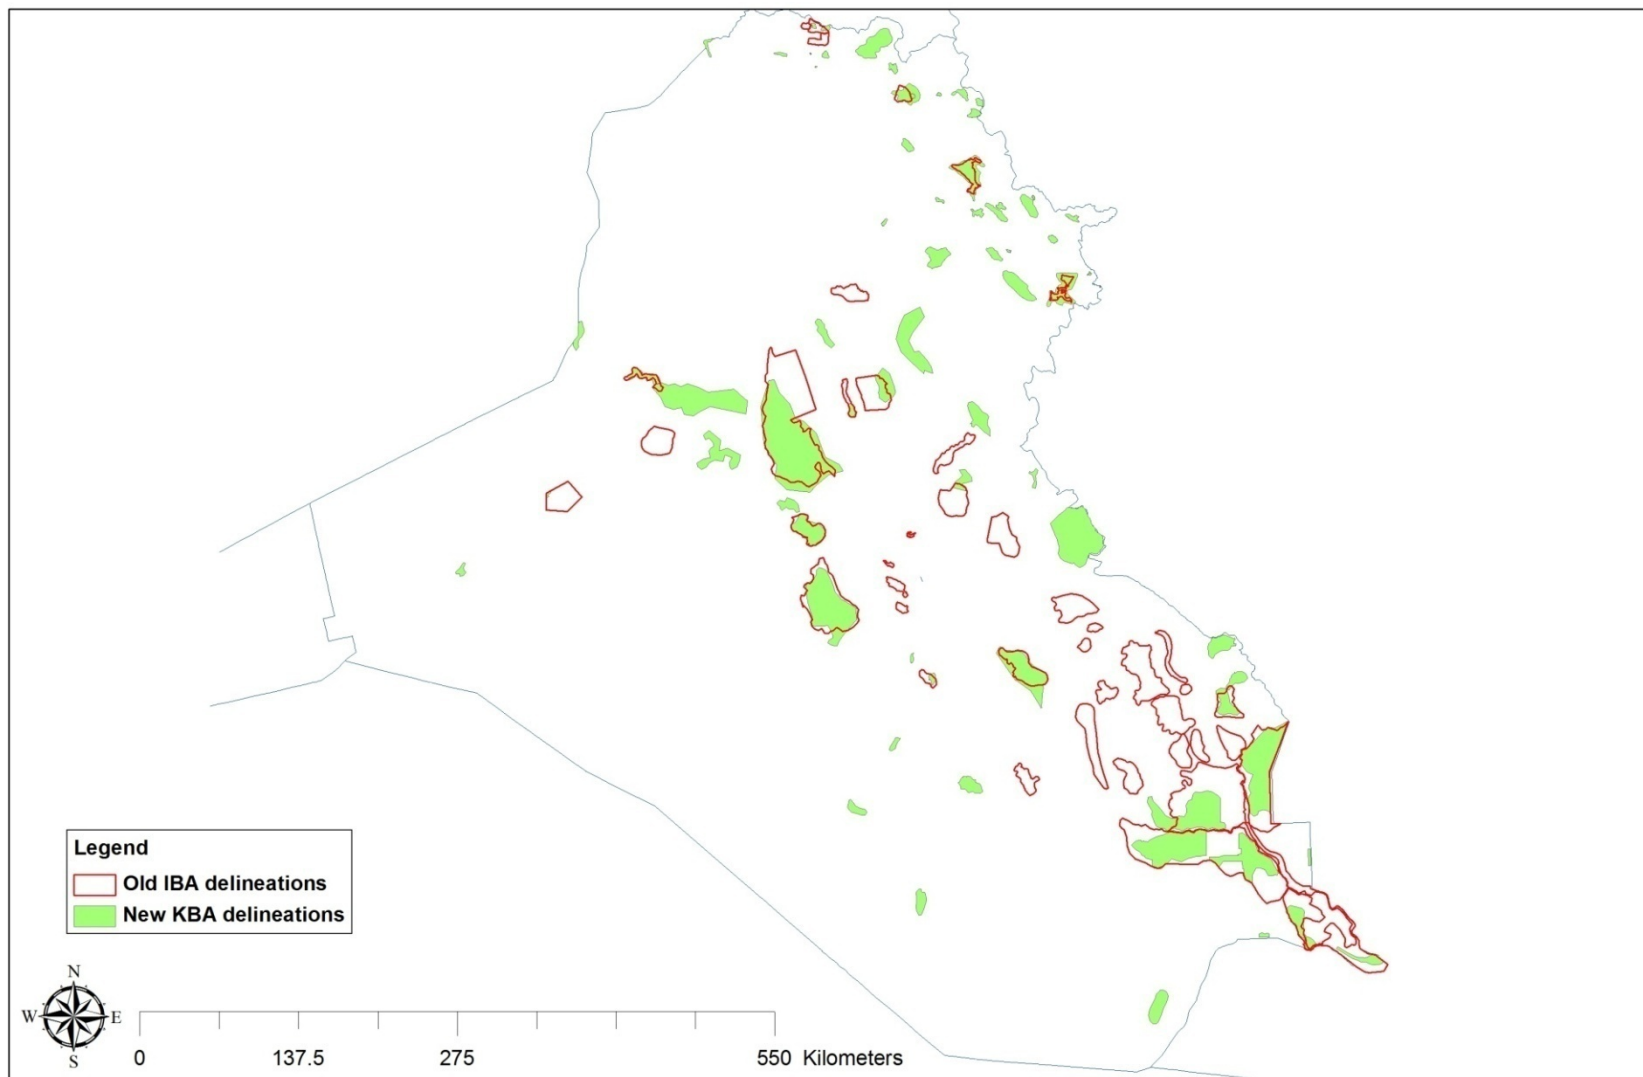 Legend
Old IBA delineations
New KBA delineations
N
W E
S
0 137.5 275 550 Kilometers